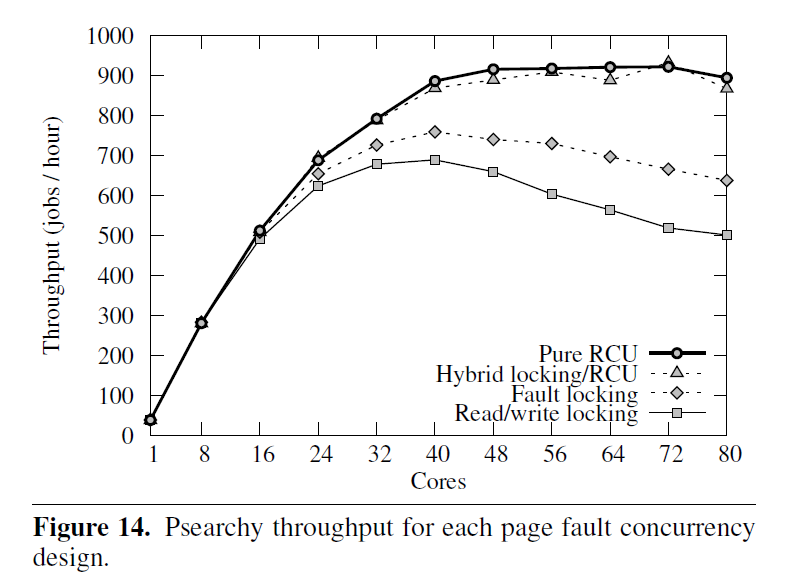 1000
900
800
700
600
500
400
300
200
100
0
Throughput (jobs / hour)
Pure RCU
Hybrid locking/RCU
Fault locking
Read/write locking
1 8 16 24 32 40 48 56 64 72 80
Cores
Figure 14. Psearchy throughput for each page fault concurrency
design.